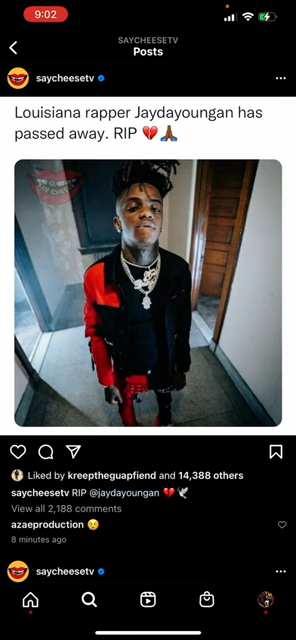 9:02
SAYCHEESETV
Posts
saycheesetv
Louisiana rapper Jaydayoungan has
passed away. RIP 💔🙏🏾
Liked by kreeptheguapfiend and 14,388 others
saycheesetv RIP @jaydayoungan 💔🕊
View all 2,188 comments
azaeproduction 😢
8 minutes ago
saycheesetv